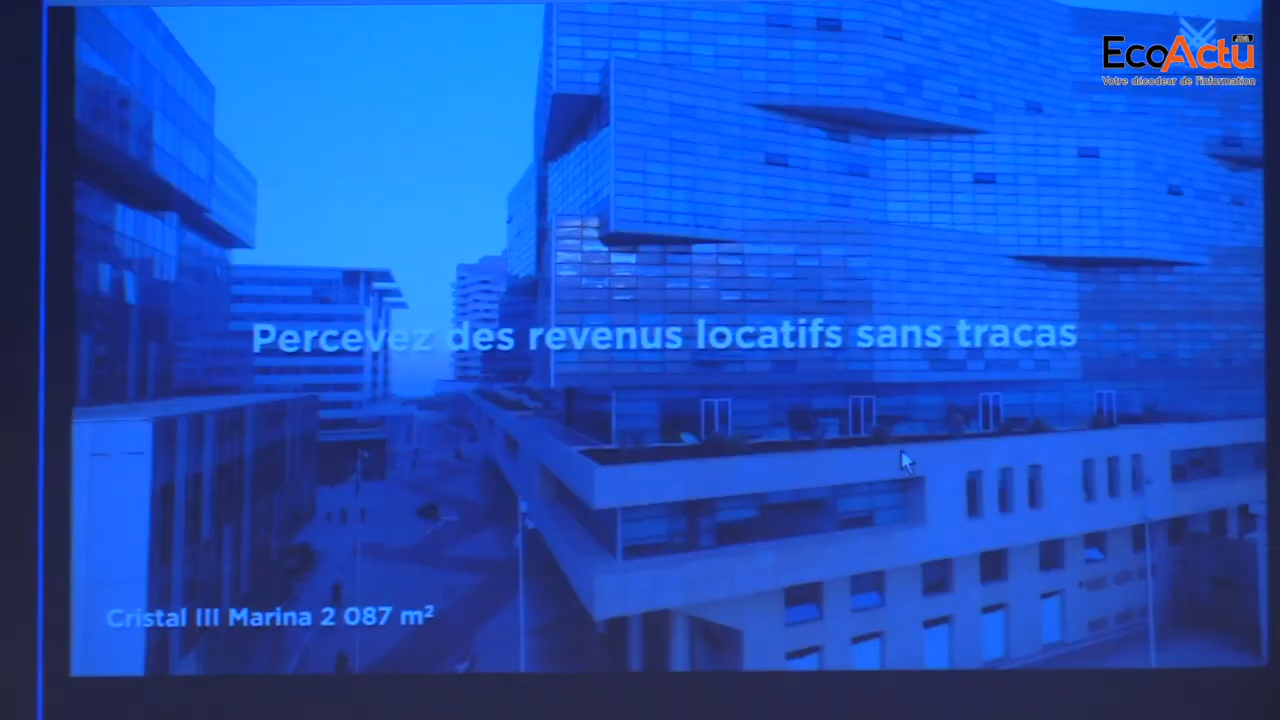 EcoActu
Votre décodeur de l'information
Percevez des revenus locatifs sans tracas
Cristal III Marina 2 087 m²